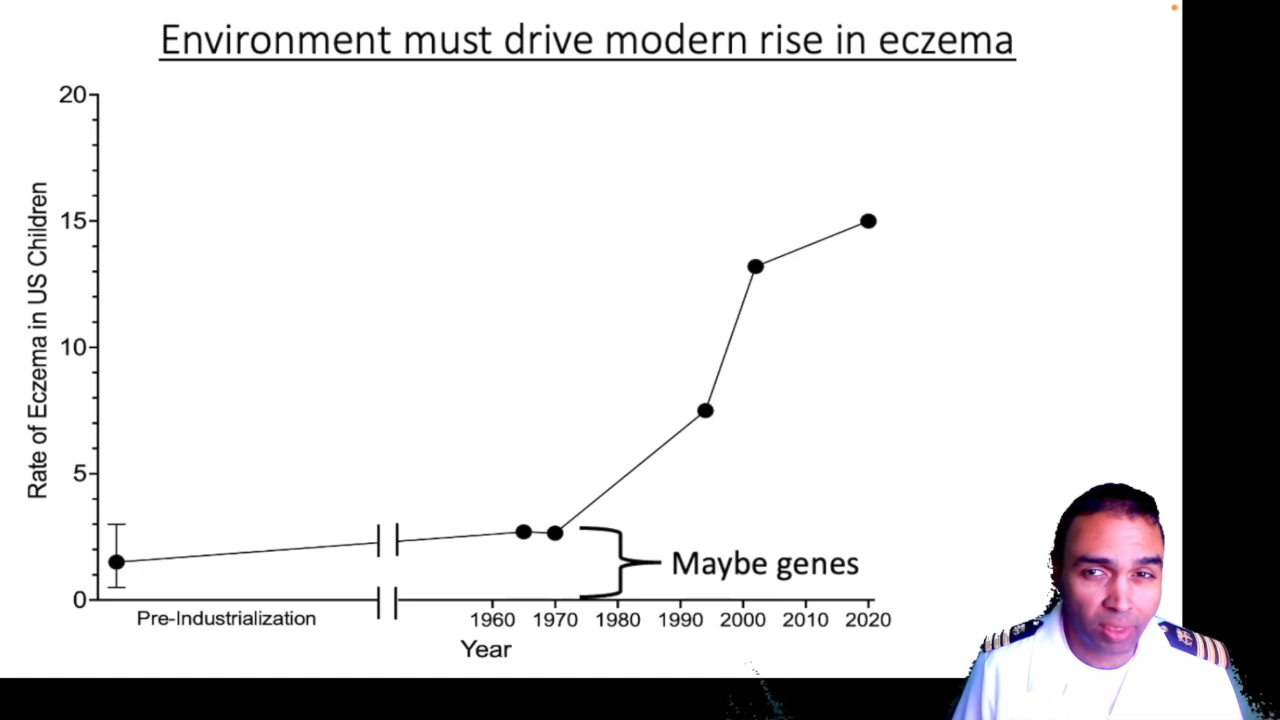 Environment must drive modern rise in eczema
20
15
10
5
0
Rate of Eczema in US Children
Maybe genes
Pre-Industrialization
1960 1970 1980 1990 2000 2010 2020
Year